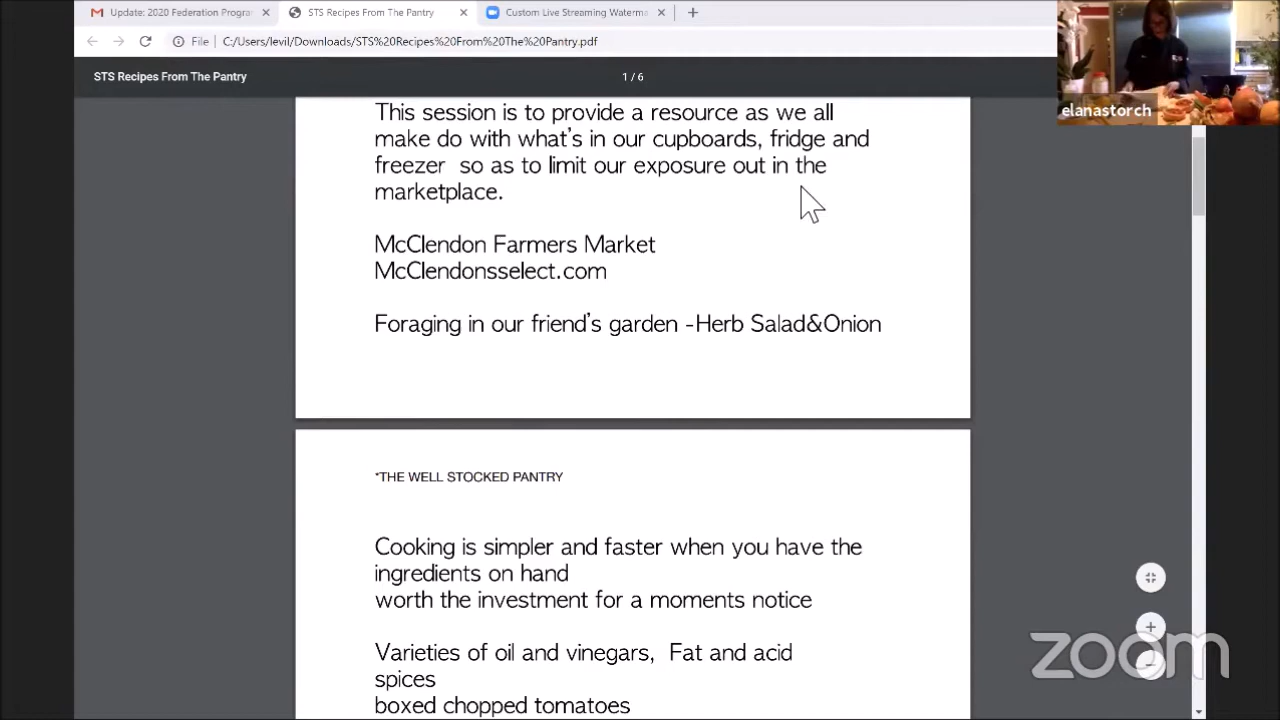 Update: 2020 Federation Program
STS Recipes From The Pantry
Custom Live Streaming Waterma
File
C:/Users/levil/Downloads/STS%20Recipes%20From%20The%20Pantry.pdf
STS Recipes From The Pantry
1 / 6
elanastorch
This session is to provide a resource as we all
make do with what's in our cupboards, fridge and
freezer so as to limit our exposure out in the
marketplace.
McClendon Farmers Market
McClendonsselect.com
Foraging in our friend's garden -Herb Salad&Onion
*THE WELL STOCKED PANTRY
Cooking is simpler and faster when you have the
ingredients on hand
worth the investment for a moments notice
Varieties of oil and vinegars, Fat and acid
spices
boxed chopped tomatoes
zoom